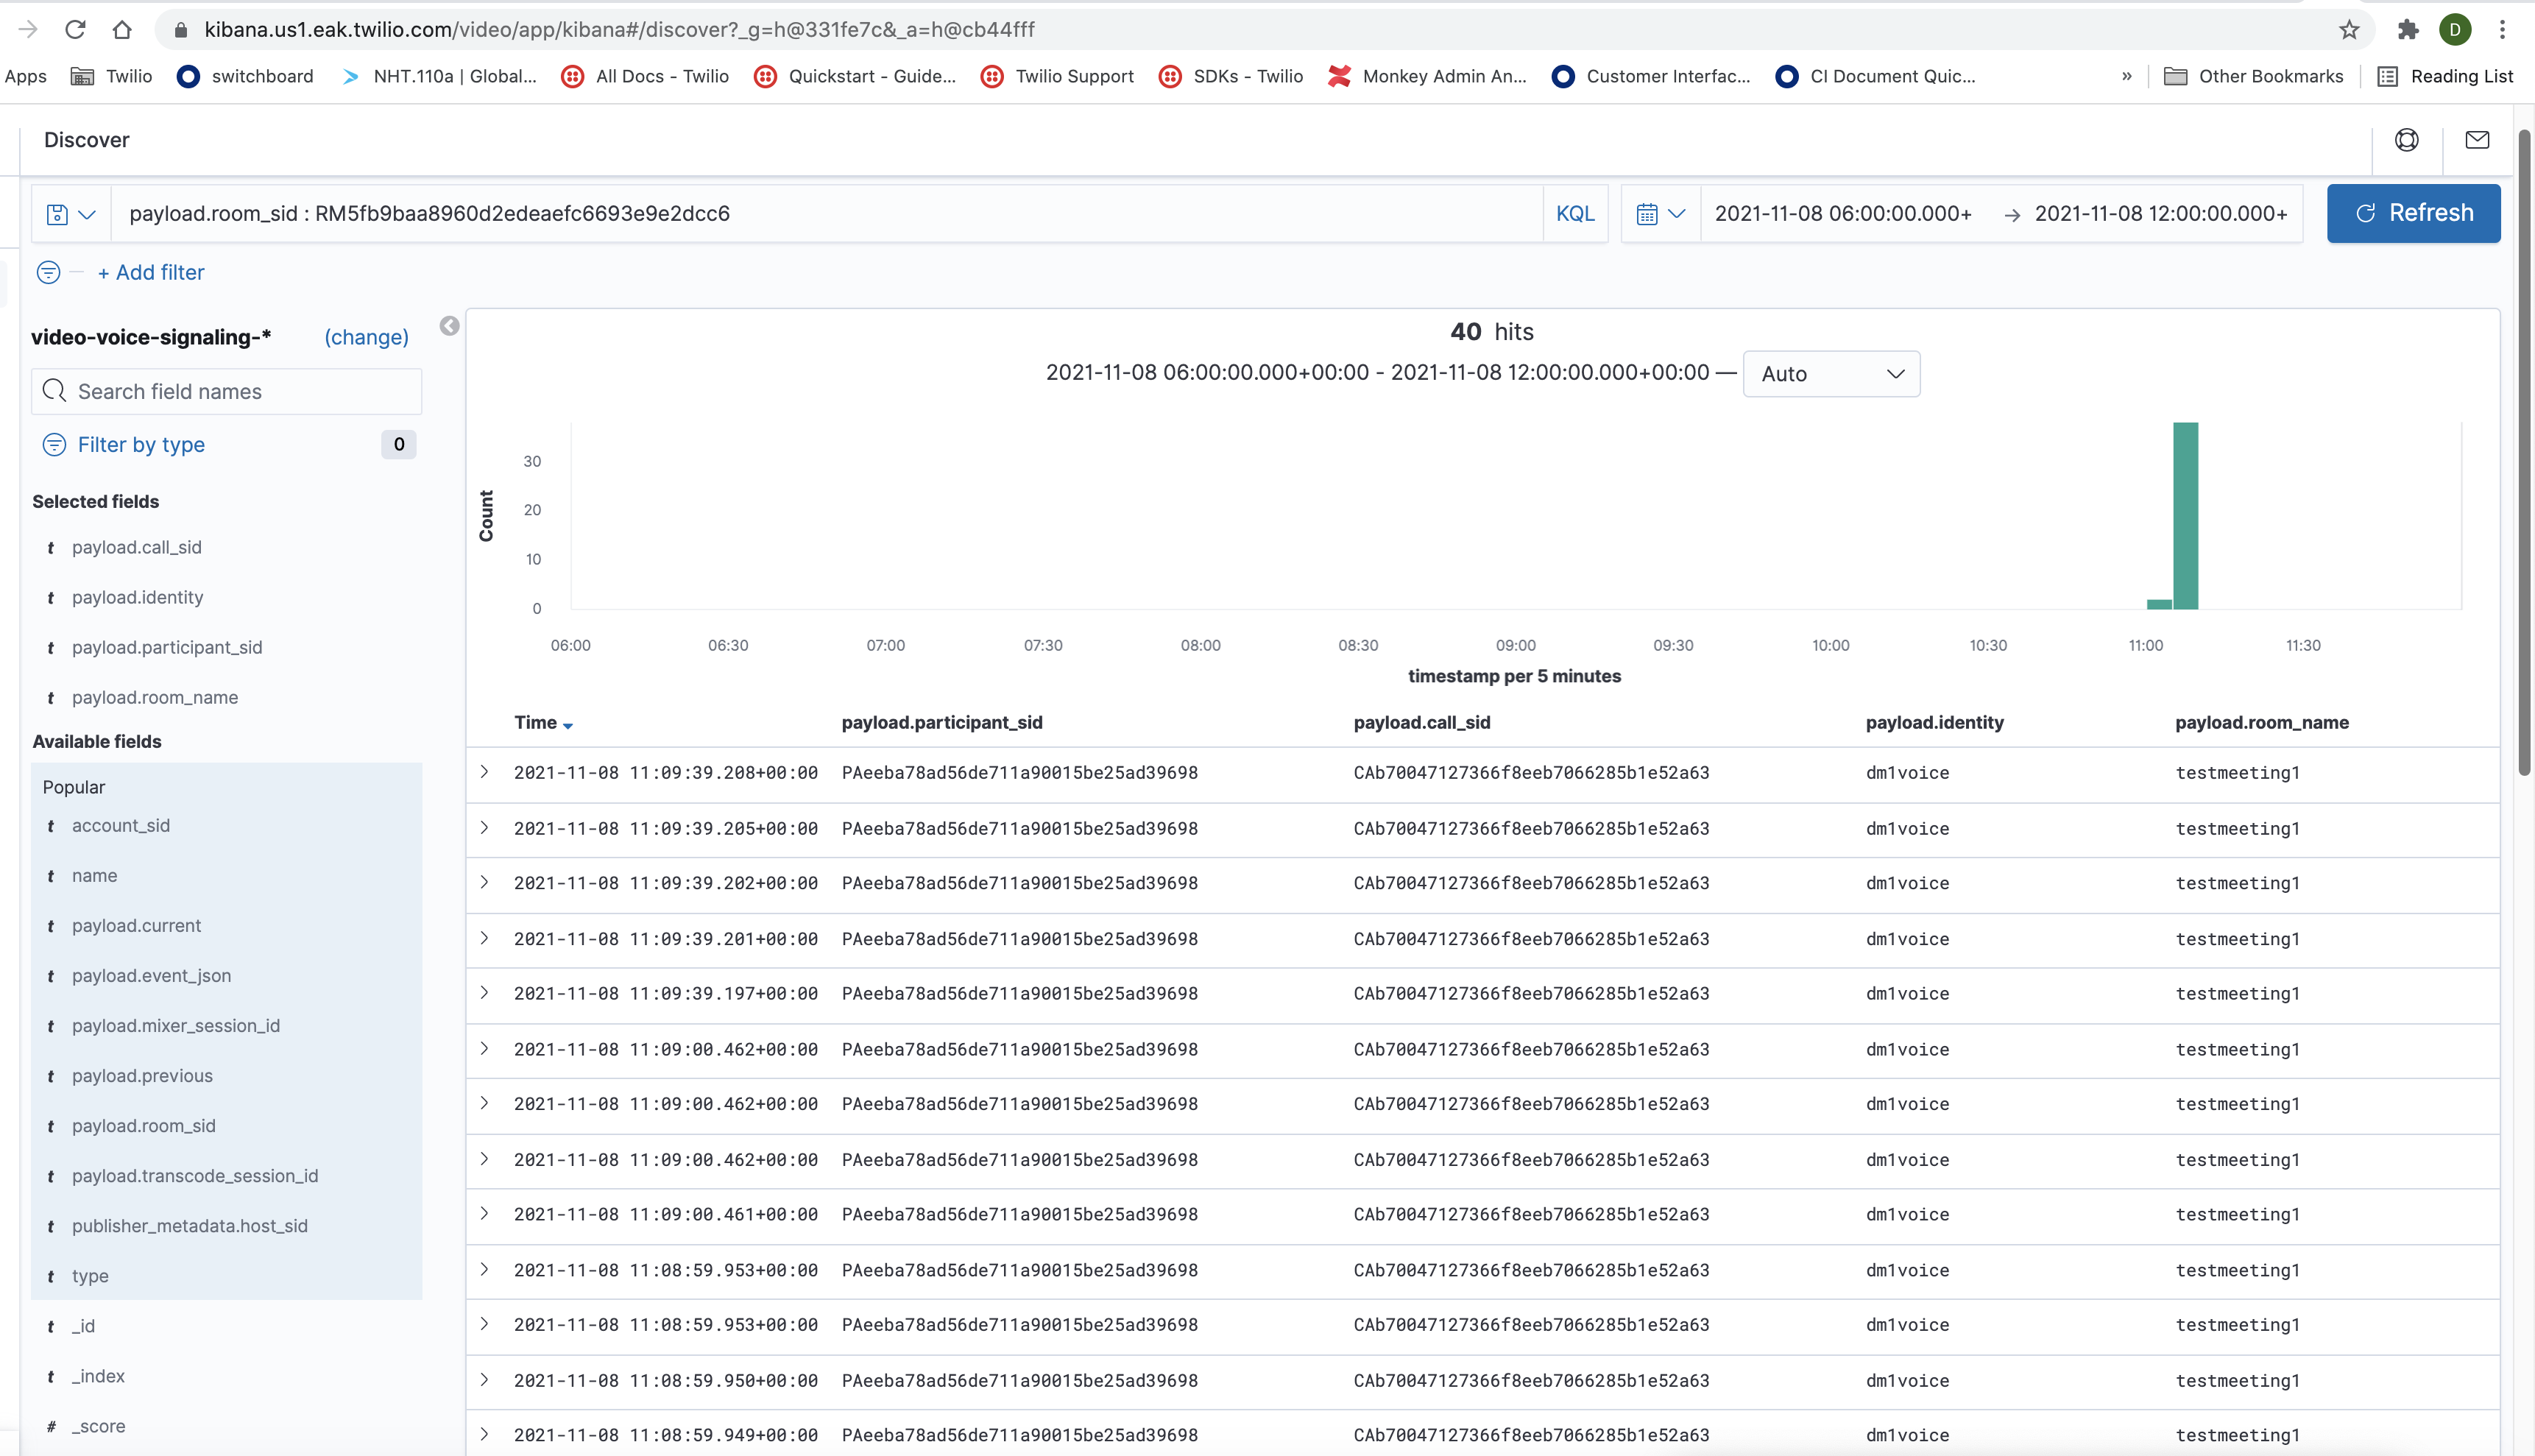 kibana.us1.eak.twilio.com/video/app/kibana#/discover?_g=h@331fe7c&_a=h@cb44fff
D
Apps Twilio switchboard NHT.110a | Global... All Docs - Twilio Quickstart - Guide... Twilio Support SDKs - Twilio Monkey Admin An... Customer Interfac... CI Document Quic... » Other Bookmarks Reading List
Discover
payload.room_sid : RM5fb9baa8960d2edeaefc6693e9e2dcc6 KQL 2021-11-08 06:00:00.000+ → 2021-11-08 12:00:00.000+ Refresh
+ Add filter
video-voice-signaling-* (change)
Search field names
Filter by type 0
Selected fields
t payload.call_sid
t payload.identity
t payload.participant_sid
t payload.room_name
Available fields
Popular
t account_sid
t name
t payload.current
t payload.event_json
t payload.mixer_session_id
t payload.previous
t payload.room_sid
t payload.transcode_session_id
t publisher_metadata.host_sid
t type
t _id
t _index
# _score
40 hits
2021-11-08 06:00:00.000+00:00 - 2021-11-08 12:00:00.000+00:00 — Auto
Count
30
20
10
0
06:00 06:30 07:00 07:30 08:00 08:30 09:00 09:30 10:00 10:30 11:00 11:30
timestamp per 5 minutes
Time payload.participant_sid payload.call_sid payload.identity payload.room_name
2021-11-08 11:09:39.208+00:00 PAeeba78ad56de711a90015be25ad39698 CAb70047127366f8eeb7066285b1e52a63 dm1voice testmeeting1
2021-11-08 11:09:39.205+00:00 PAeeba78ad56de711a90015be25ad39698 CAb70047127366f8eeb7066285b1e52a63 dm1voice testmeeting1
2021-11-08 11:09:39.202+00:00 PAeeba78ad56de711a90015be25ad39698 CAb70047127366f8eeb7066285b1e52a63 dm1voice testmeeting1
2021-11-08 11:09:39.201+00:00 PAeeba78ad56de711a90015be25ad39698 CAb70047127366f8eeb7066285b1e52a63 dm1voice testmeeting1
2021-11-08 11:09:39.197+00:00 PAeeba78ad56de711a90015be25ad39698 CAb70047127366f8eeb7066285b1e52a63 dm1voice testmeeting1
2021-11-08 11:09:00.462+00:00 PAeeba78ad56de711a90015be25ad39698 CAb70047127366f8eeb7066285b1e52a63 dm1voice testmeeting1
2021-11-08 11:09:00.462+00:00 PAeeba78ad56de711a90015be25ad39698 CAb70047127366f8eeb7066285b1e52a63 dm1voice testmeeting1
2021-11-08 11:09:00.462+00:00 PAeeba78ad56de711a90015be25ad39698 CAb70047127366f8eeb7066285b1e52a63 dm1voice testmeeting1
2021-11-08 11:09:00.461+00:00 PAeeba78ad56de711a90015be25ad39698 CAb70047127366f8eeb7066285b1e52a63 dm1voice testmeeting1
2021-11-08 11:08:59.953+00:00 PAeeba78ad56de711a90015be25ad39698 CAb70047127366f8eeb7066285b1e52a63 dm1voice testmeeting1
2021-11-08 11:08:59.953+00:00 PAeeba78ad56de711a90015be25ad39698 CAb70047127366f8eeb7066285b1e52a63 dm1voice testmeeting1
2021-11-08 11:08:59.950+00:00 PAeeba78ad56de711a90015be25ad39698 CAb70047127366f8eeb7066285b1e52a63 dm1voice testmeeting1
2021-11-08 11:08:59.949+00:00 PAeeba78ad56de711a90015be25ad39698 CAb70047127366f8eeb7066285b1e52a63 dm1voice testmeeting1